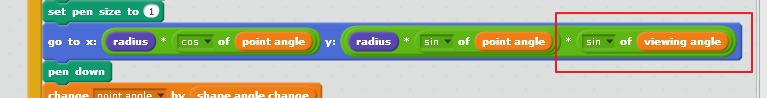 set pen size to 1
go to x: radius * cos of point angle y: radius * sin of point angle * sin of viewing angle
pen down
change point angle by shape angle change